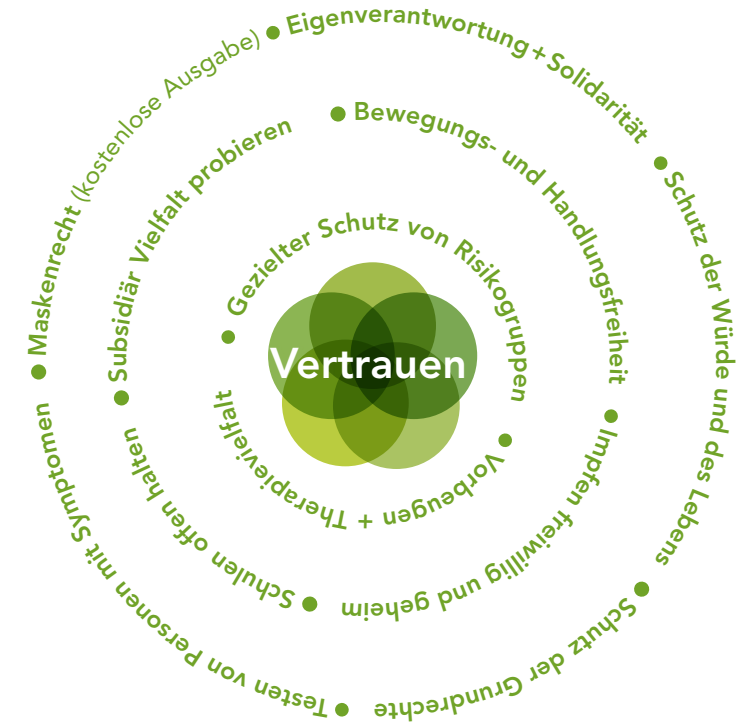 Vertrauen
• Gezielter Schutz von Risikogruppen
• Vorbeugen + Therapievielfalt
• Bewegungs- und Handlungsfreiheit
• Impfen freiwillig und geheim
• Schulen offen halten
• Subsidiär Vielfalt probieren
• Eigenverantwortung+Solidarität
• Schutz der Würde und des Lebens
• Schutz der Grundrechte
• Testen von Personen mit Symptomen
• Maskenrecht (kostenlose Ausgabe)